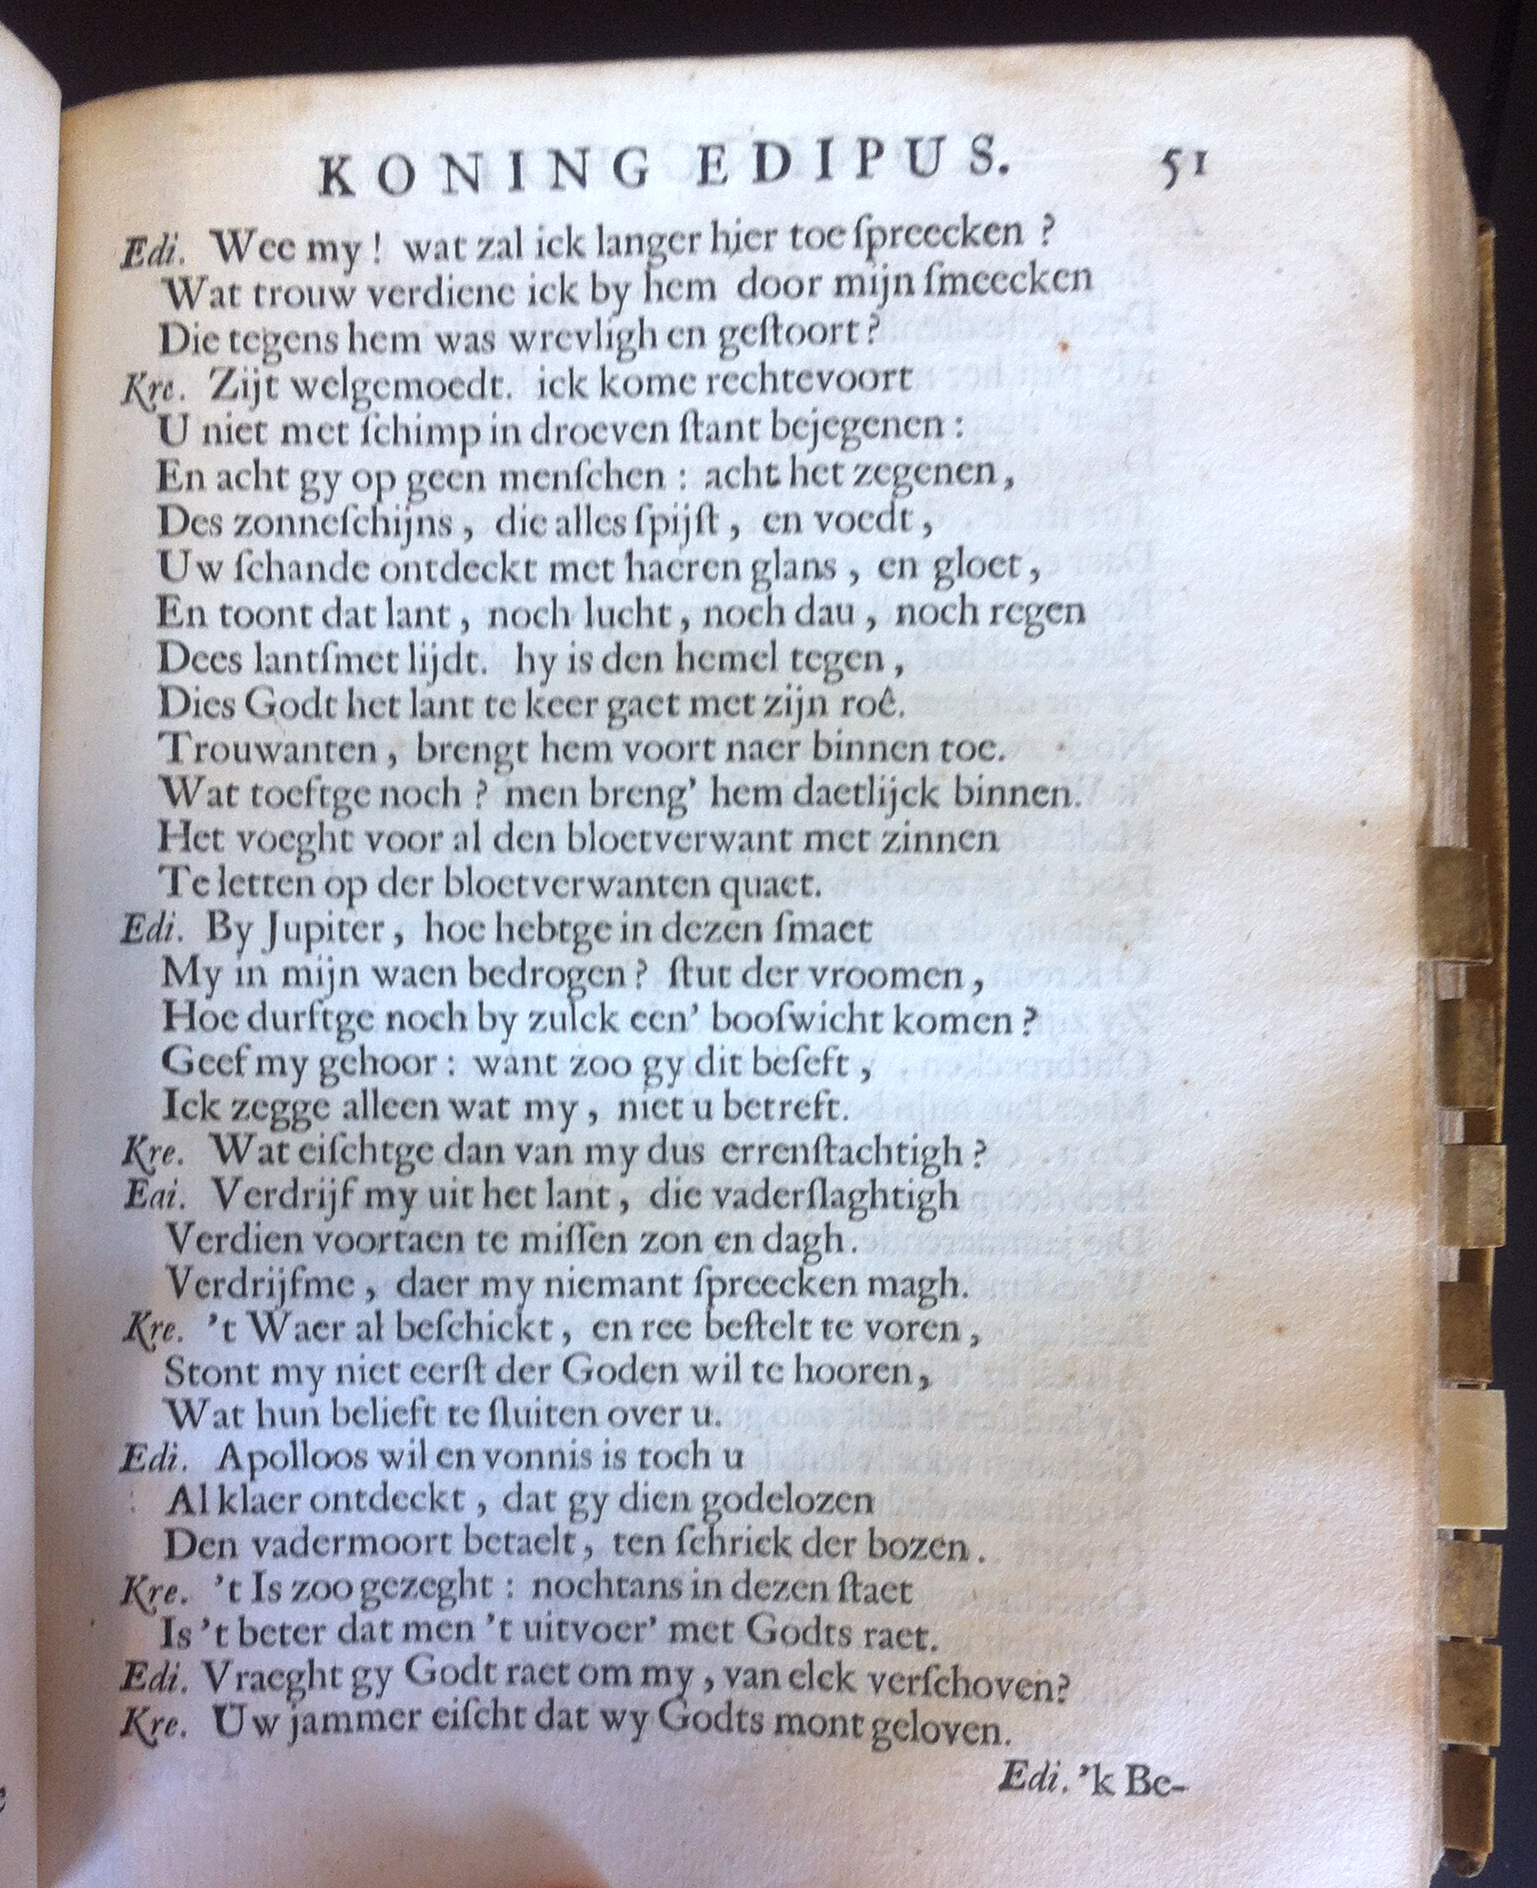 KONING EDIPUS. 51
Edi. Wee my! wat zal ick langer hier toe ſpreecken?
Wat trouw verdiene ick by hem door mijn ſmeecken
Die tegens hem was wrevligh en geſtoort?
Kre. Zijt welgemoedt. ick kome rechtevoort
U niet met ſchimp in droeven ſtant bejegenen:
En acht gy op geen menſchen: acht het zegenen,
Des zonneſchijns, die alles ſpijſt, en voedt,
Uw ſchande ontdeckt met haeren glans, en gloet,
En toont dat lant, noch lucht, noch dau, noch regen
Dees lantſmet lijdt. hy is den hemel tegen,
Dies Godt het lant te keer gaet met zijn roê.
Trouwanten, brengt hem voort naer binnen toe.
Wat toeftge noch? men breng' hem daetlijck binnen.
Het voeght voor al den bloetverwant met zinnen
Te letten op der bloetverwanten quaet.
Edi. By Jupiter, hoe hebtge in dezen ſmaet
My in mijn waen bedrogen? ſtut der vroomen,
Hoe durftge noch by zulck een' booſwicht komen?
Geef my gehoor: want zoo gy dit beſeft,
Ick zegge alleen wat my, niet u betreft.
Kre. Wat eiſchtge dan van my dus errenſtachtigh?
Eai. Verdrijf my uit het lant, die vaderſlaghtigh
Verdien voortaen te miſſen zon en dagh.
Verdrijfme, daer my niemant ſpreecken magh.
Kre. 't Waer al beſchickt, en ree beſtelt te voren,
Stont my niet eerſt der Goden wil te hooren,
Wat hun belieft te ſluiten over u.
Edi. Apolloos wil en vonnis is toch u
Al klaer ontdeckt, dat gy dien godelozen
Den vadermoort betaelt, ten ſchrick der bozen.
Kre. 't Is zoo gezeght: nochtans in dezen ſtaet
Is 't beter dat men 't uitvoer' met Godts raet.
Edi. Vraeght gy Godt raet om my, van elck verſchoven?
Kre. Uw jammer eiſcht dat wy Godts mont geloven.
Edi. 'k Be-